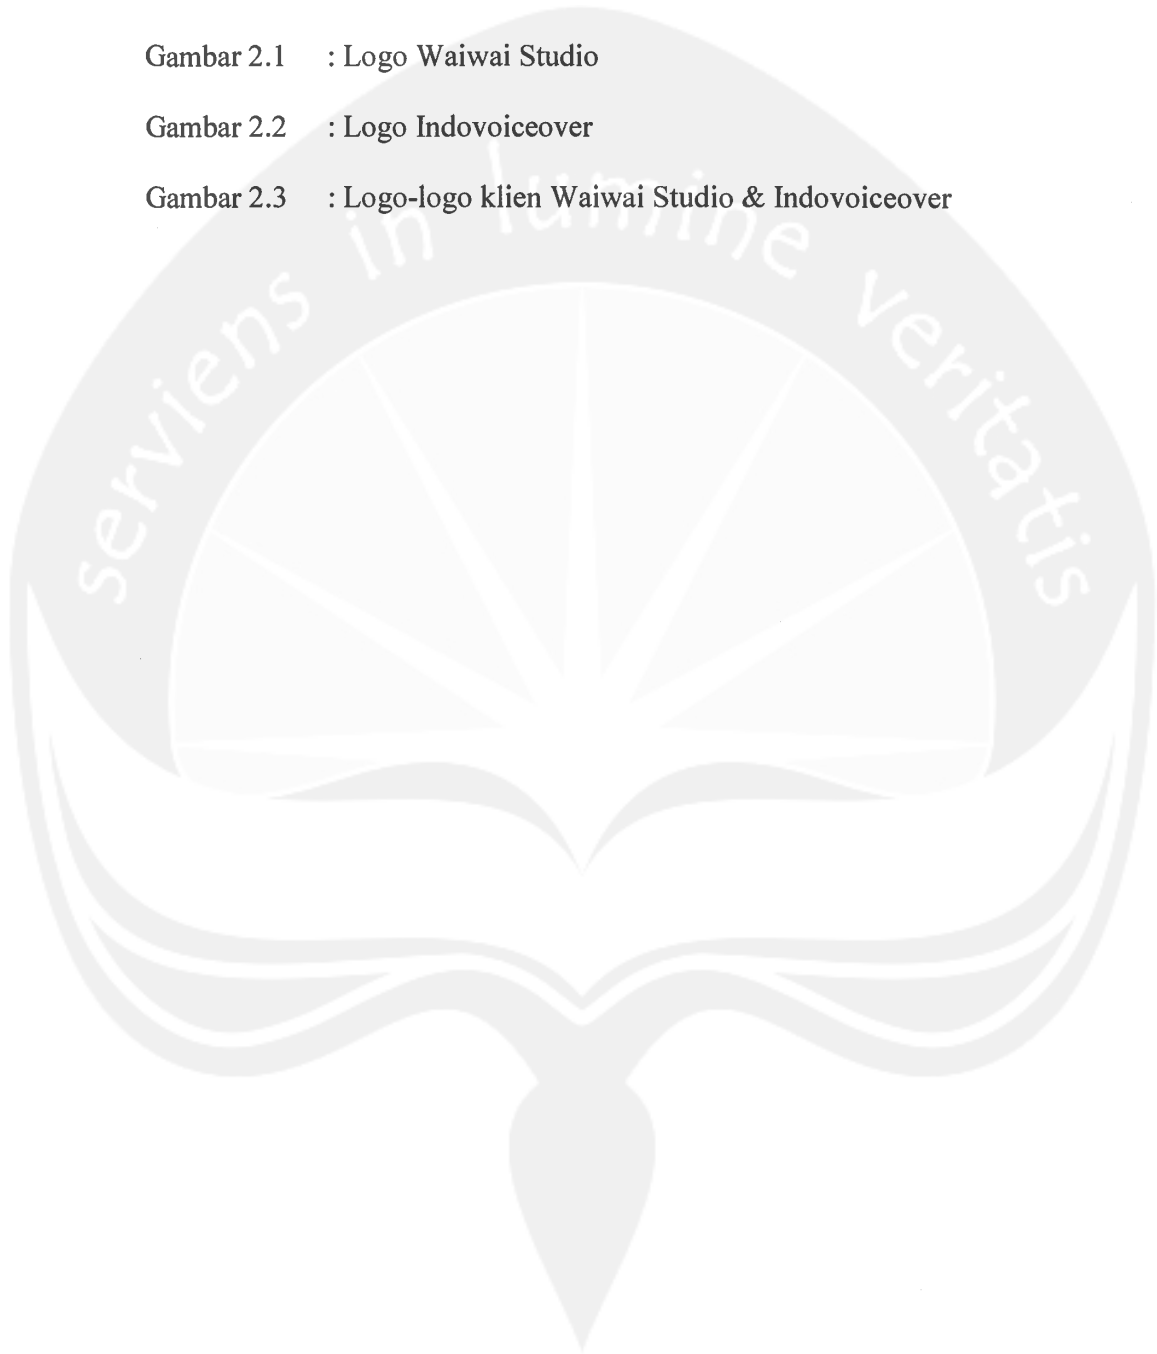 Gambar 2.1 : Logo Waiwai Studio
Gambar 2.2 : Logo Indovoiceover
Gambar 2.3 : Logo-logo klien Waiwai Studio & Indovoiceover
serviens in lumine veritatis